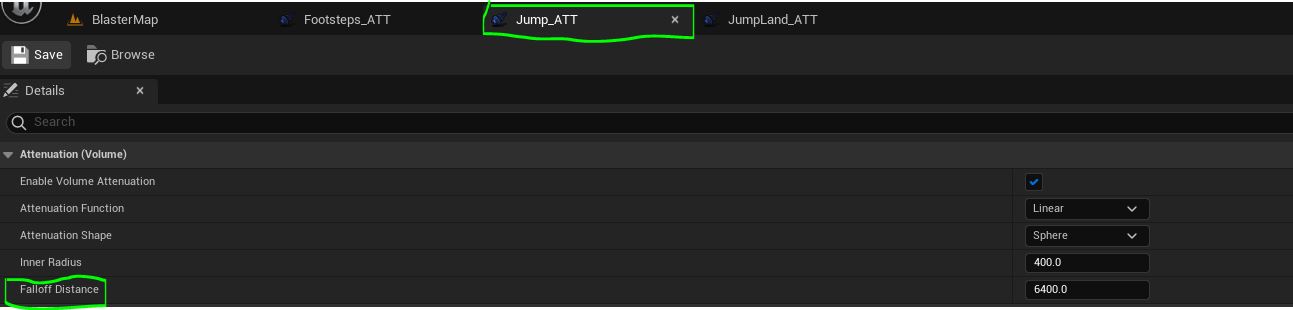 BlasterMap Footsteps_ATT Jump_ATT JumpLand_ATT
Save Browse
Details
Search
Attenuation (Volume)
Enable Volume Attenuation
Attenuation Function Linear
Attenuation Shape Sphere
Inner Radius 400.0
Falloff Distance 6400.0